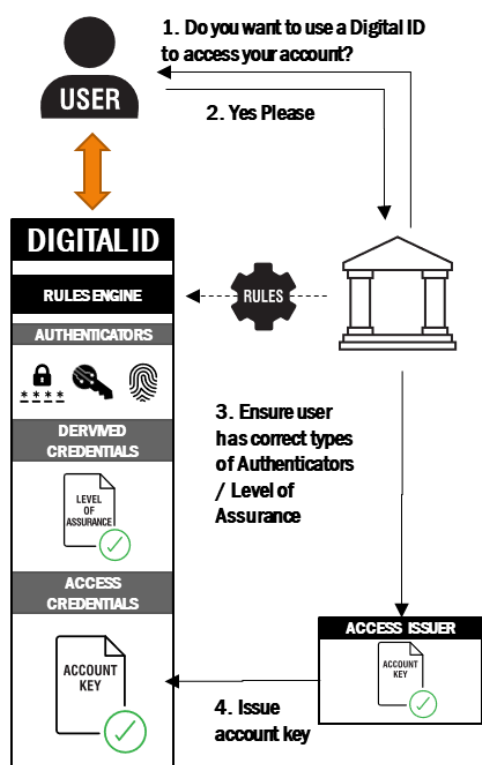 1. Do you want to use a Digital ID
to access your account?
USER
2. Yes Please
DIGITAL ID
RULES ENGINE
RULES
AUTHENTICATORS
****
3. Ensure user
has correct types
of Authenticators
/ Level of
Assurance
DERVIVED
CREDENTIALS
LEVEL
OF
ASSURANCE
ACCESS
CREDENTIALS
ACCESS ISSUER
ACCOUNT
KEY
ACCOUNT
KEY
4. Issue
account key